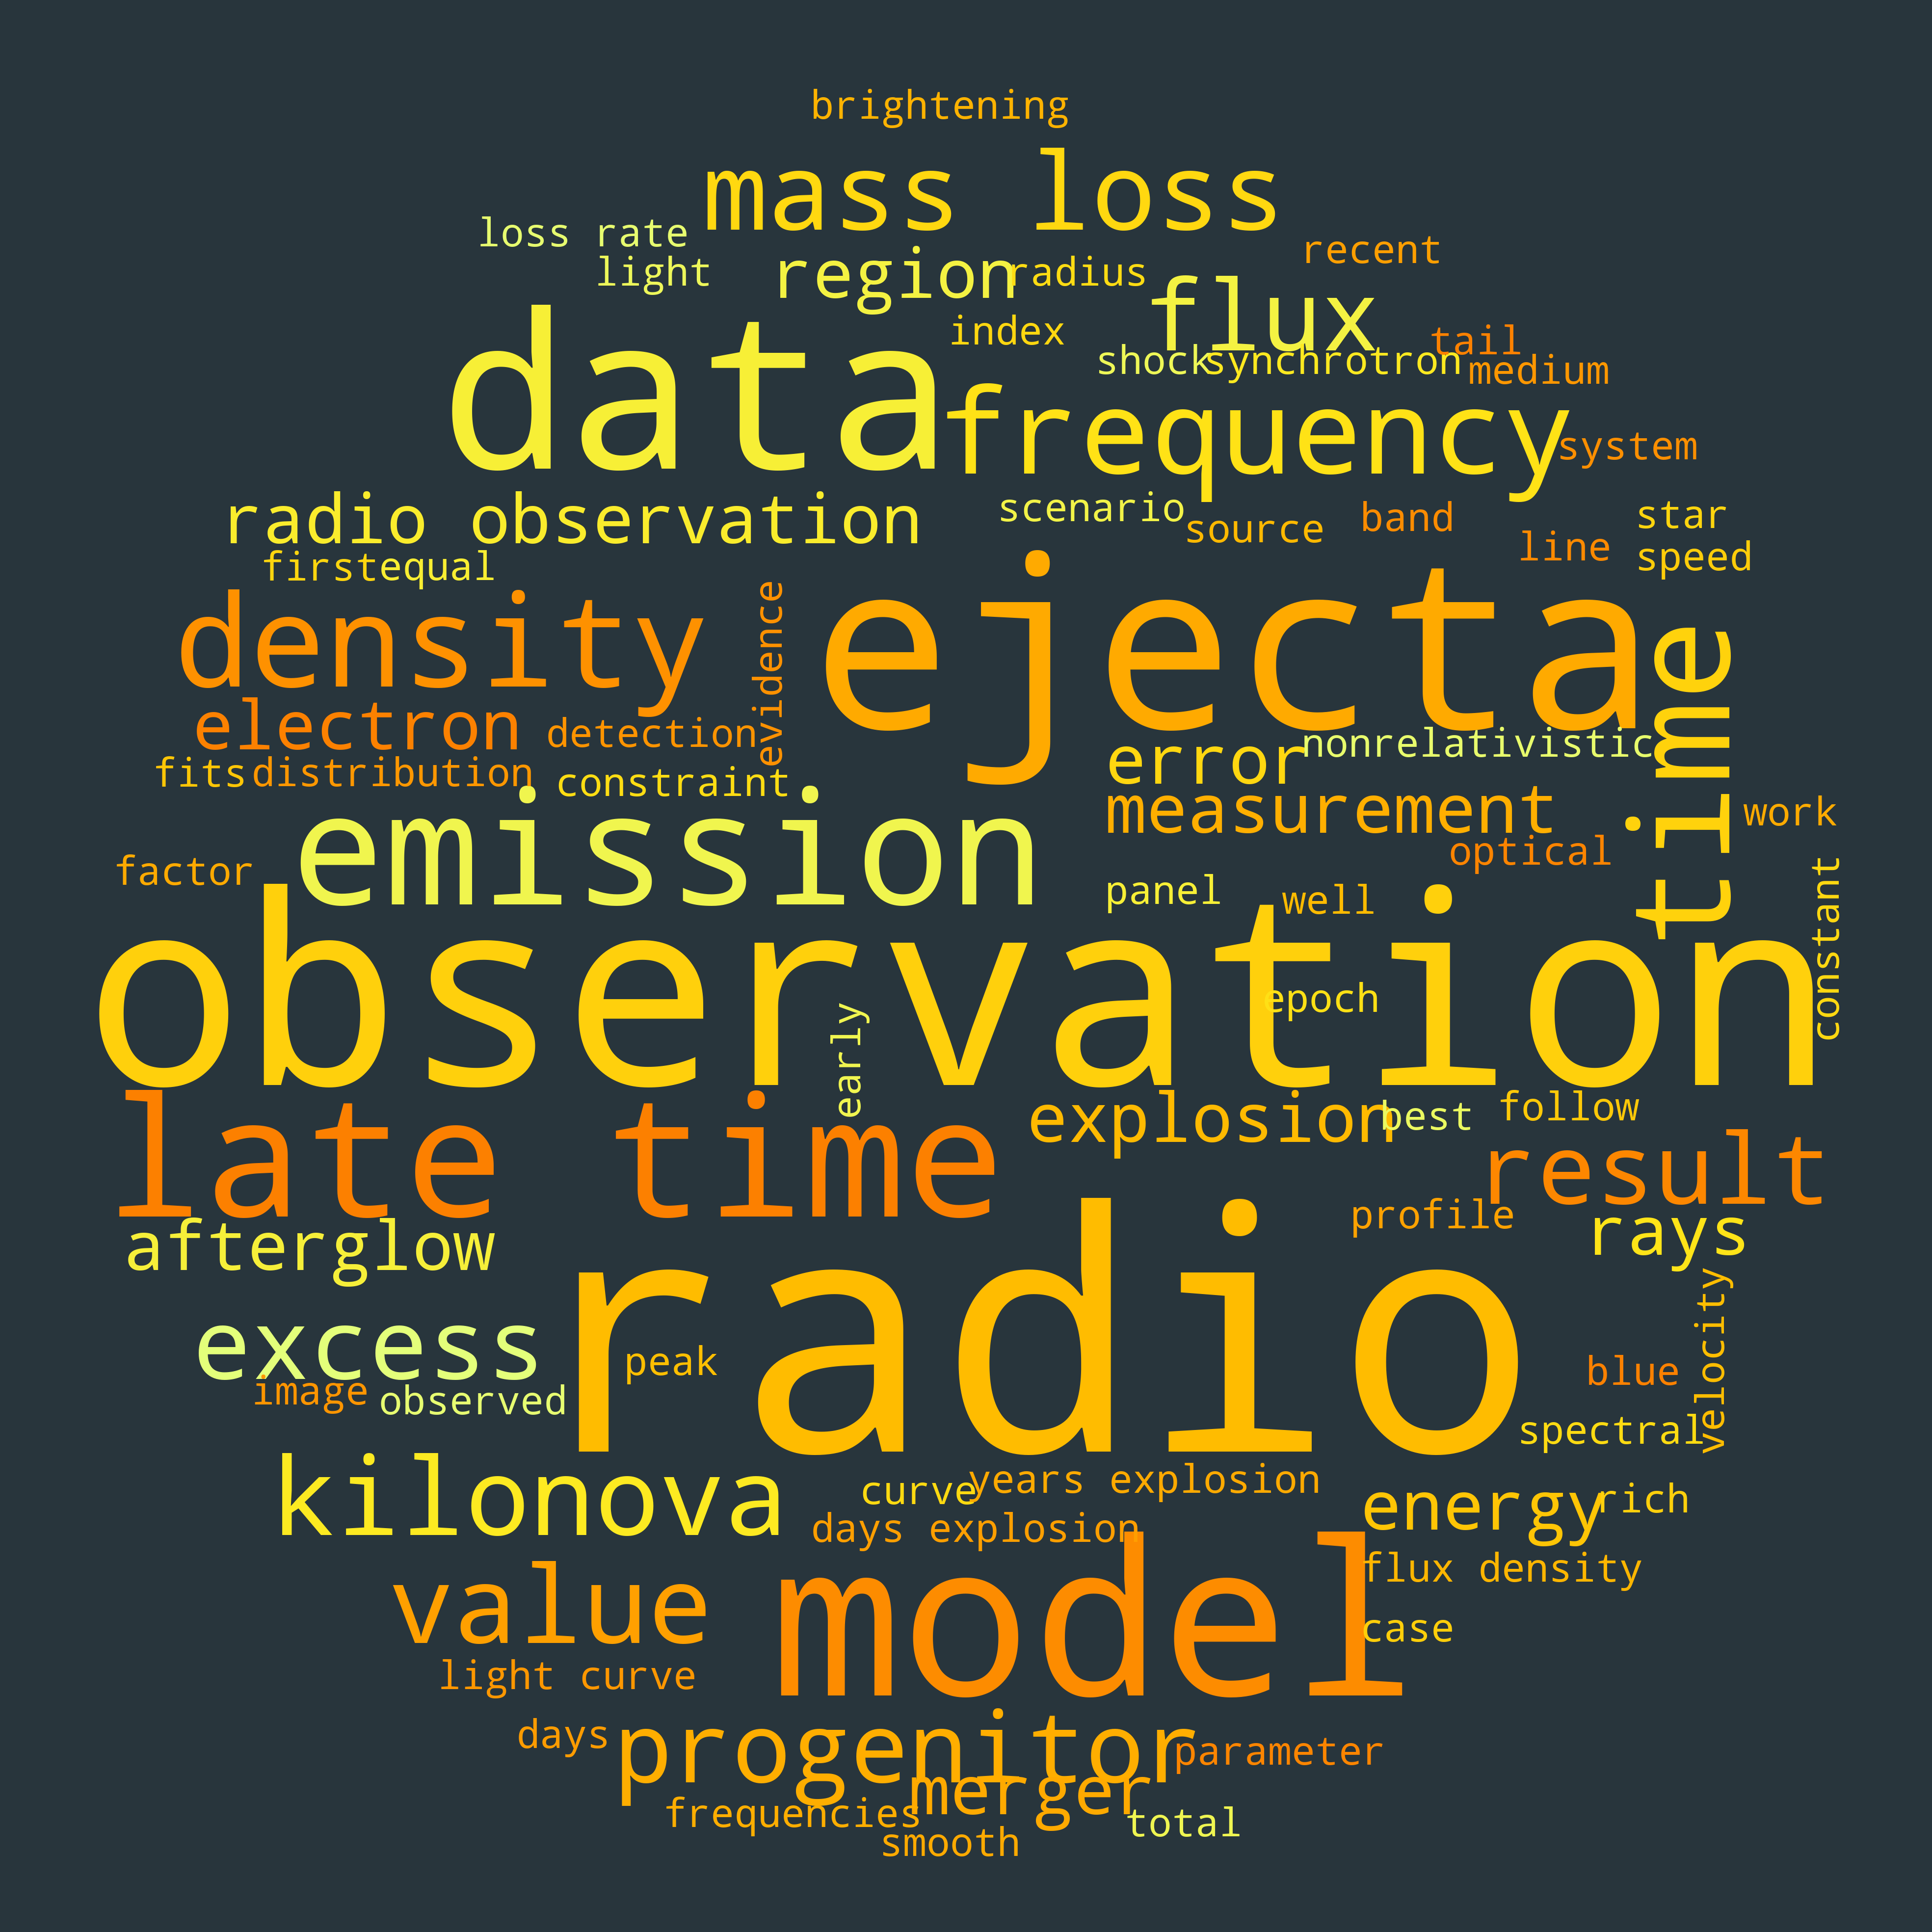 brightening
mass loss
loss rate
recent
light
region
radius
flux
data
index
tail
shock
synchrotron
medium
frequency
system
radio observation
scenario
source
band
star
line
speed
first
equal
ejecta
density
evidence
time
electron
detection
error
nonrelativistic
fits
distribution
constraint
measurement
work
emission
optical
factor
panel
well
constant
observation
epoch
early
late time
explosion
best
follow
result
afterglow
radio
profile
rays
velocity
excess
peak
blue
image
observed
spectral
kilonova
curve
years explosion
energy
rich
days explosion
flux density
value
model
case
light curve
days
progenitor
parameter
merger
frequencies
total
smooth